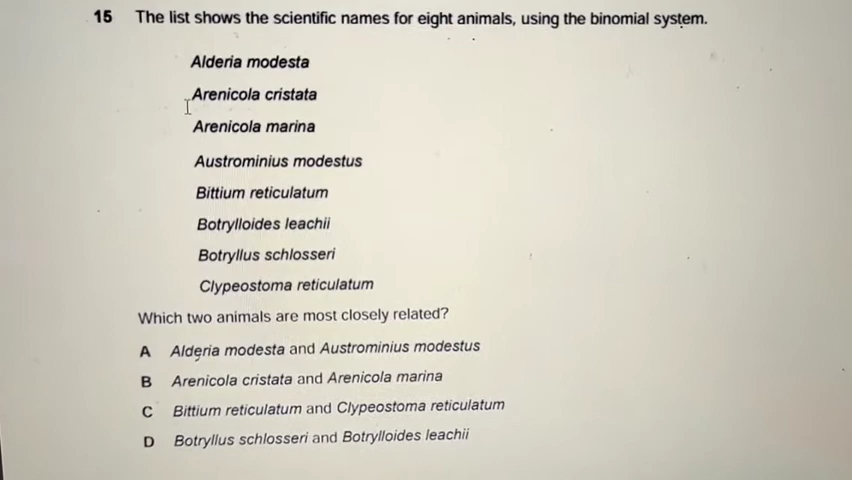 15 The list shows the scientific names for eight animals, using the binomial system.
Alderia modesta
Arenicola cristata
Arenicola marina
Austrominius modestus
Bittium reticulatum
Botrylloides leachii
Botryllus schlosseri
Clypeostoma reticulatum
Which two animals are most closely related?
A Alderia modesta and Austrominius modestus
B Arenicola cristata and Arenicola marina
C Bittium reticulatum and Clypeostoma reticulatum
D Botryllus schlosseri and Botrylloides leachii